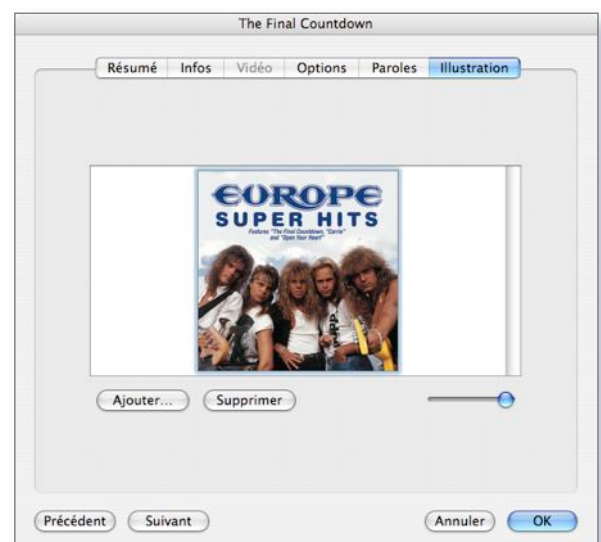 The Final Countdown
Résumé Infos Vidéo Options Paroles Illustration
EUROPE
SUPER HITS
Features "The Final Countdown, "Carrie"
and "Open Your Heart"
Ajouter... Supprimer
Précédent Suivant Annuler OK